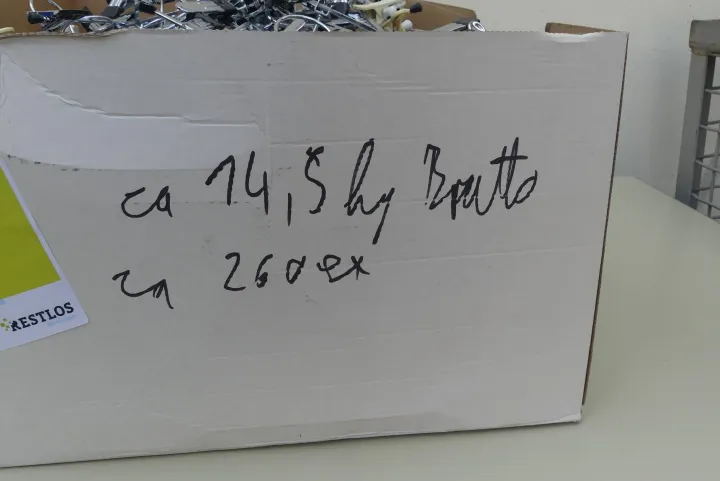 ca 14,5 kg Brutto
ca 260 ex
RESTLOS